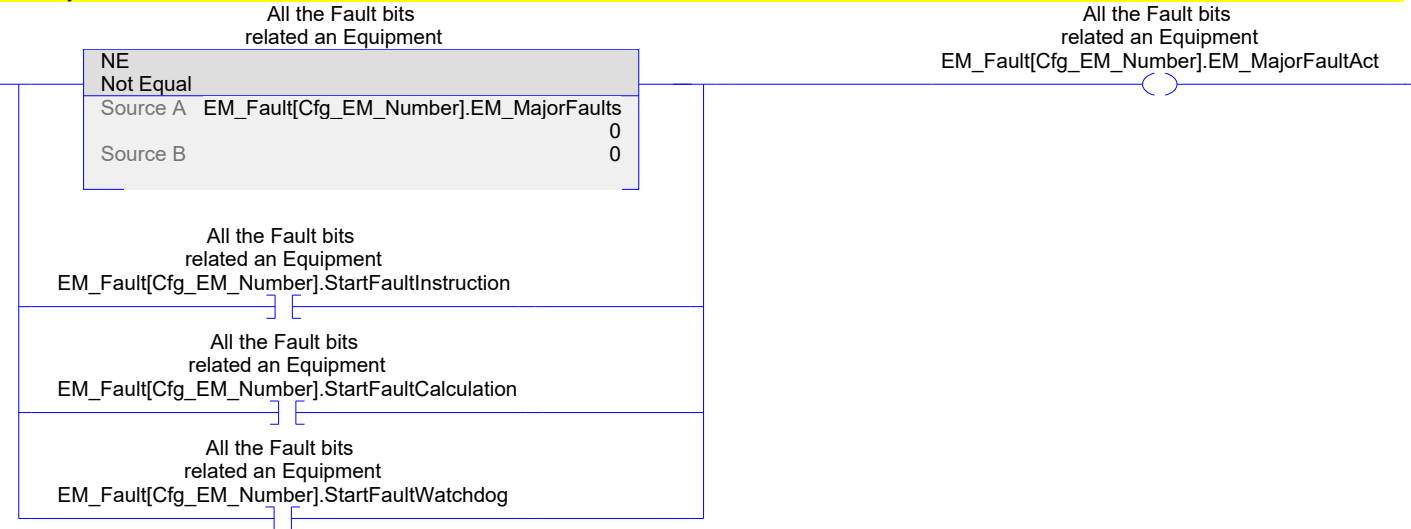 All the Fault bits
related an Equipment
NE
Not Equal
Source A EM_Fault[Cfg_EM_Number].EM_MajorFaults
0
Source B 0
All the Fault bits
related an Equipment
EM_Fault[Cfg_EM_Number].EM_MajorFaultAct
All the Fault bits
related an Equipment
EM_Fault[Cfg_EM_Number].StartFaultInstruction
All the Fault bits
related an Equipment
EM_Fault[Cfg_EM_Number].StartFaultCalculation
All the Fault bits
related an Equipment
EM_Fault[Cfg_EM_Number].StartFaultWatchdog